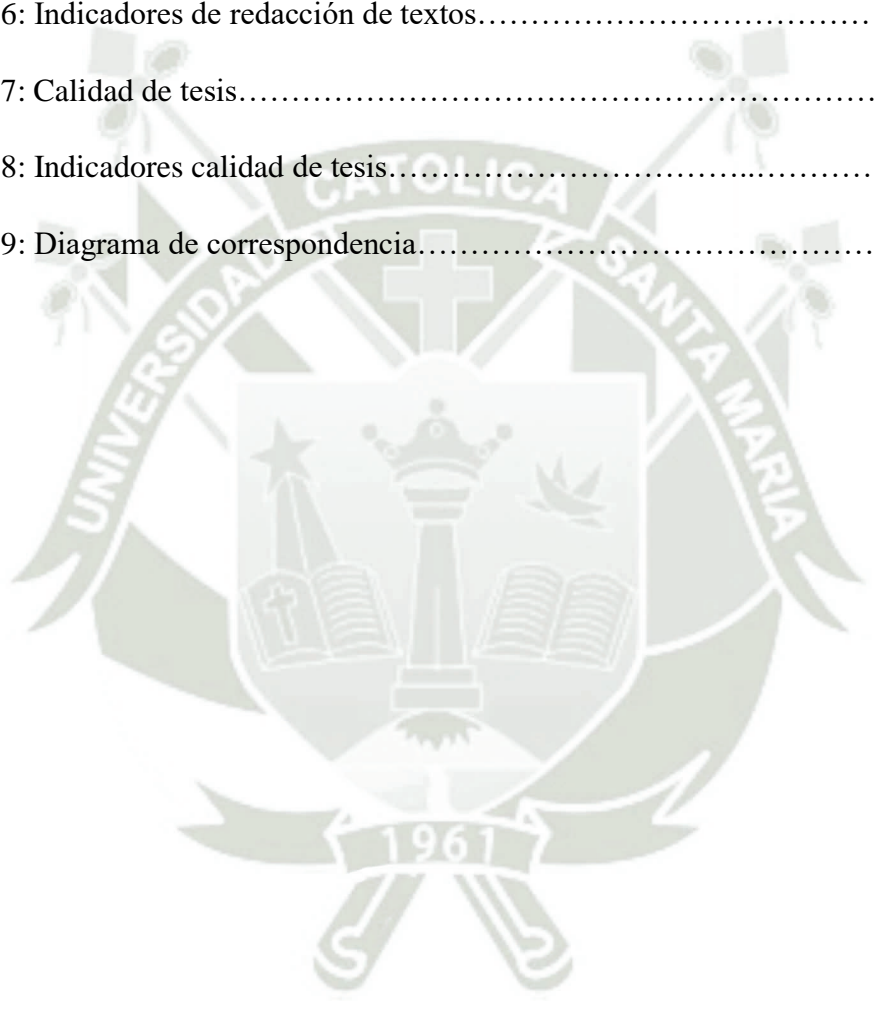 6: Indicadores de redacción de textos……………………………………
7: Calidad de tesis……………………………………………………………
8: Indicadores calidad de tesis……………………………..…………
9: Diagrama de correspondencia…………………………………………
UNIVERSIDAD CATOLICA SANTA MARIA
1961